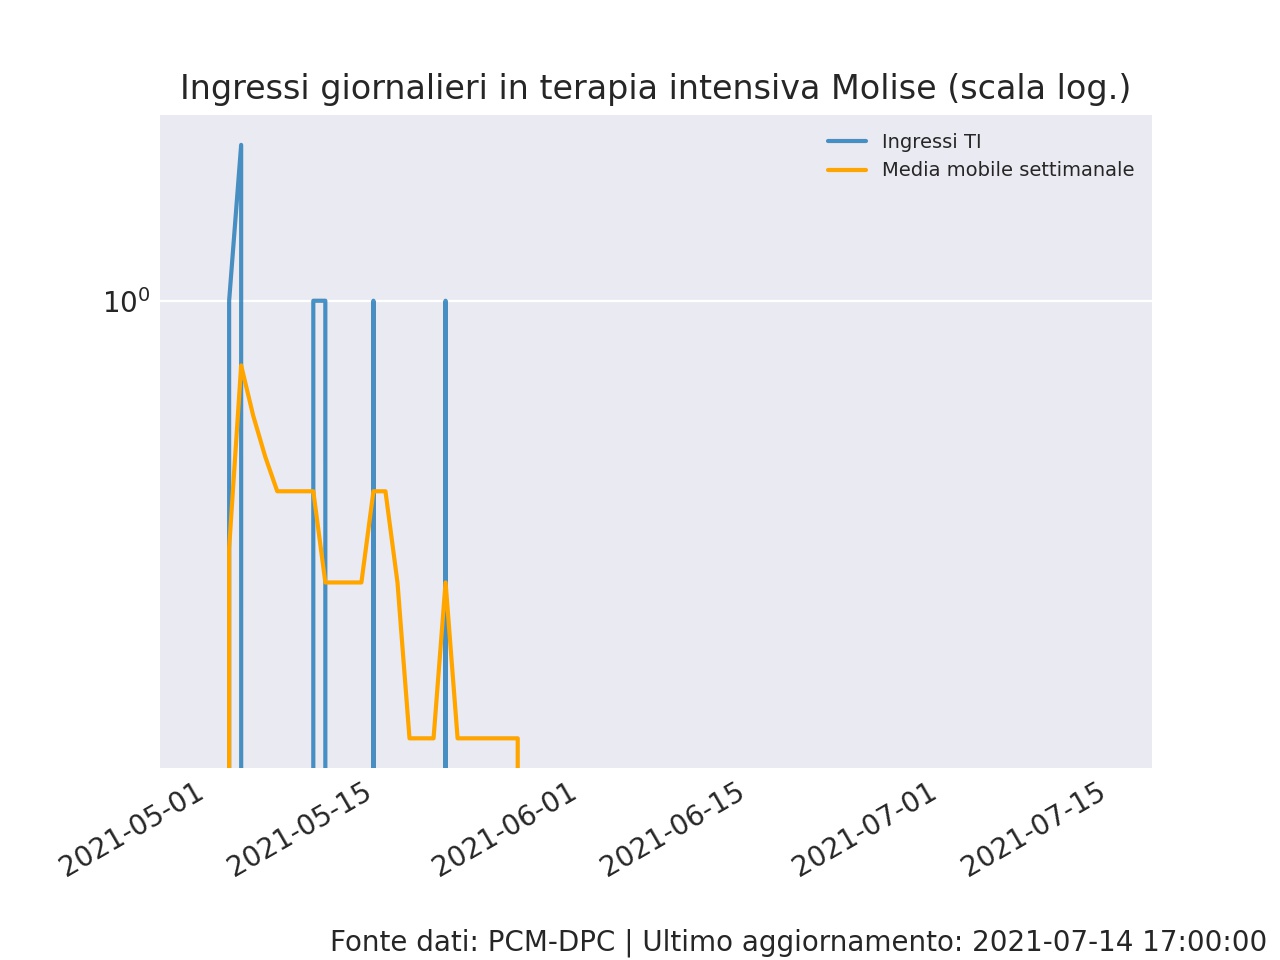 Ingressi giornalieri in terapia intensiva Molise (scala log.)
Ingressi TI
Media mobile settimanale
10⁰
2021-05-01
2021-05-15
2021-06-01
2021-06-15
2021-07-01
2021-07-15
Fonte dati: PCM-DPC | Ultimo aggiornamento: 2021-07-14 17:00:00